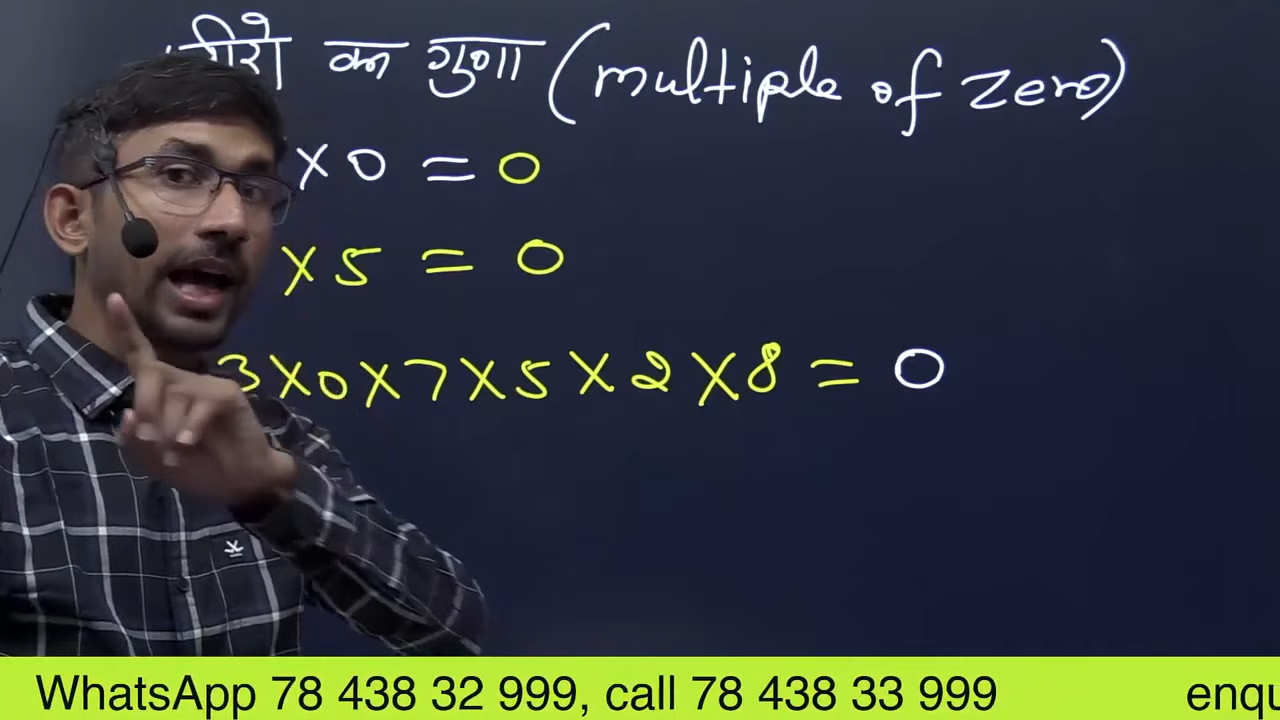 का गुणा (multiple of zero)
× 0 = 0
× 5 = 0
3 × 0 × 7 × 5 × 2 × 8 = 0
WhatsApp 78 438 32 999, call 78 438 33 999